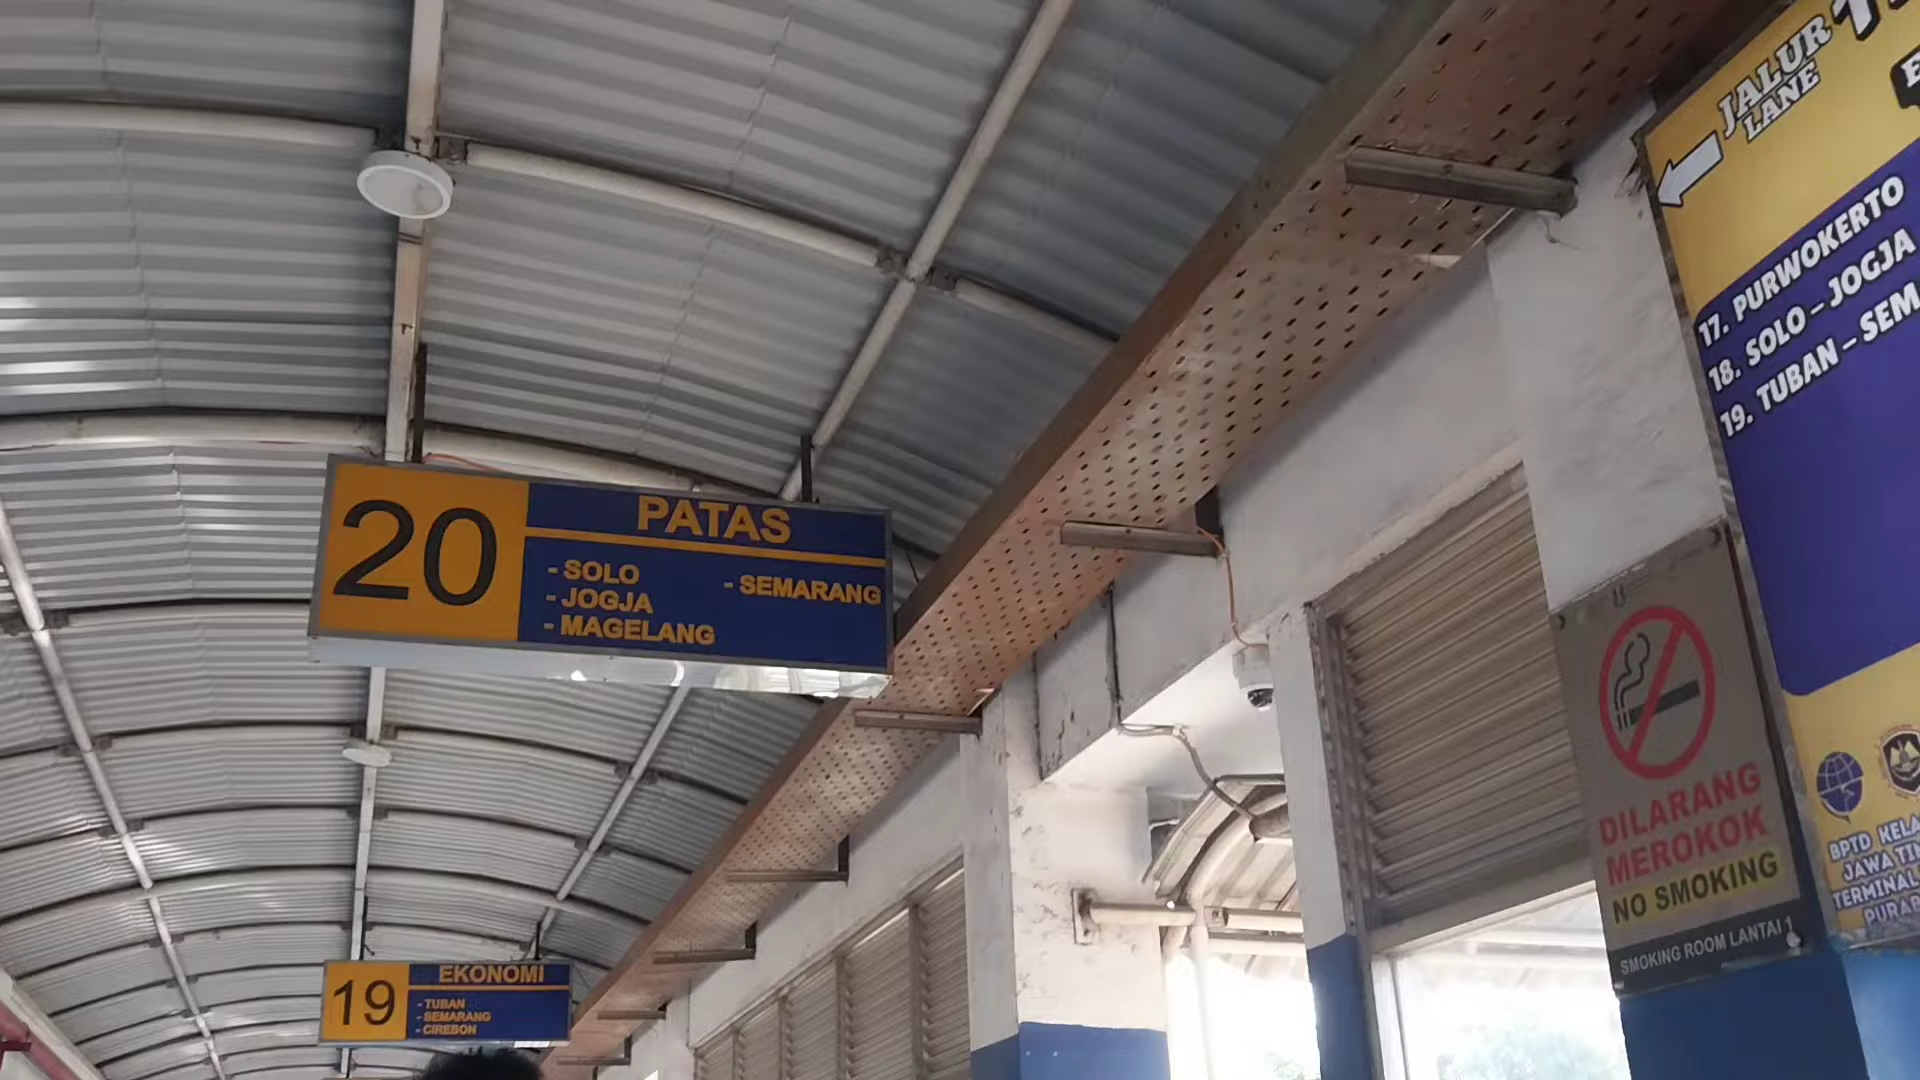 20
PATAS
- SOLO
- JOGJA
- MAGELANG
- SEMARANG
19
EKONOMI
- TUBAN
- SEMARANG
- CIREBON
JALUR
LANE
17. PURWOKERTO
18. SOLO – JOGJA
19. TUBAN – SEM
DILARANG
MEROKOK
NO SMOKING
SMOKING ROOM LANTAI 1
BPTD KELA
JAWA TIM
TERMINAL
PURAB